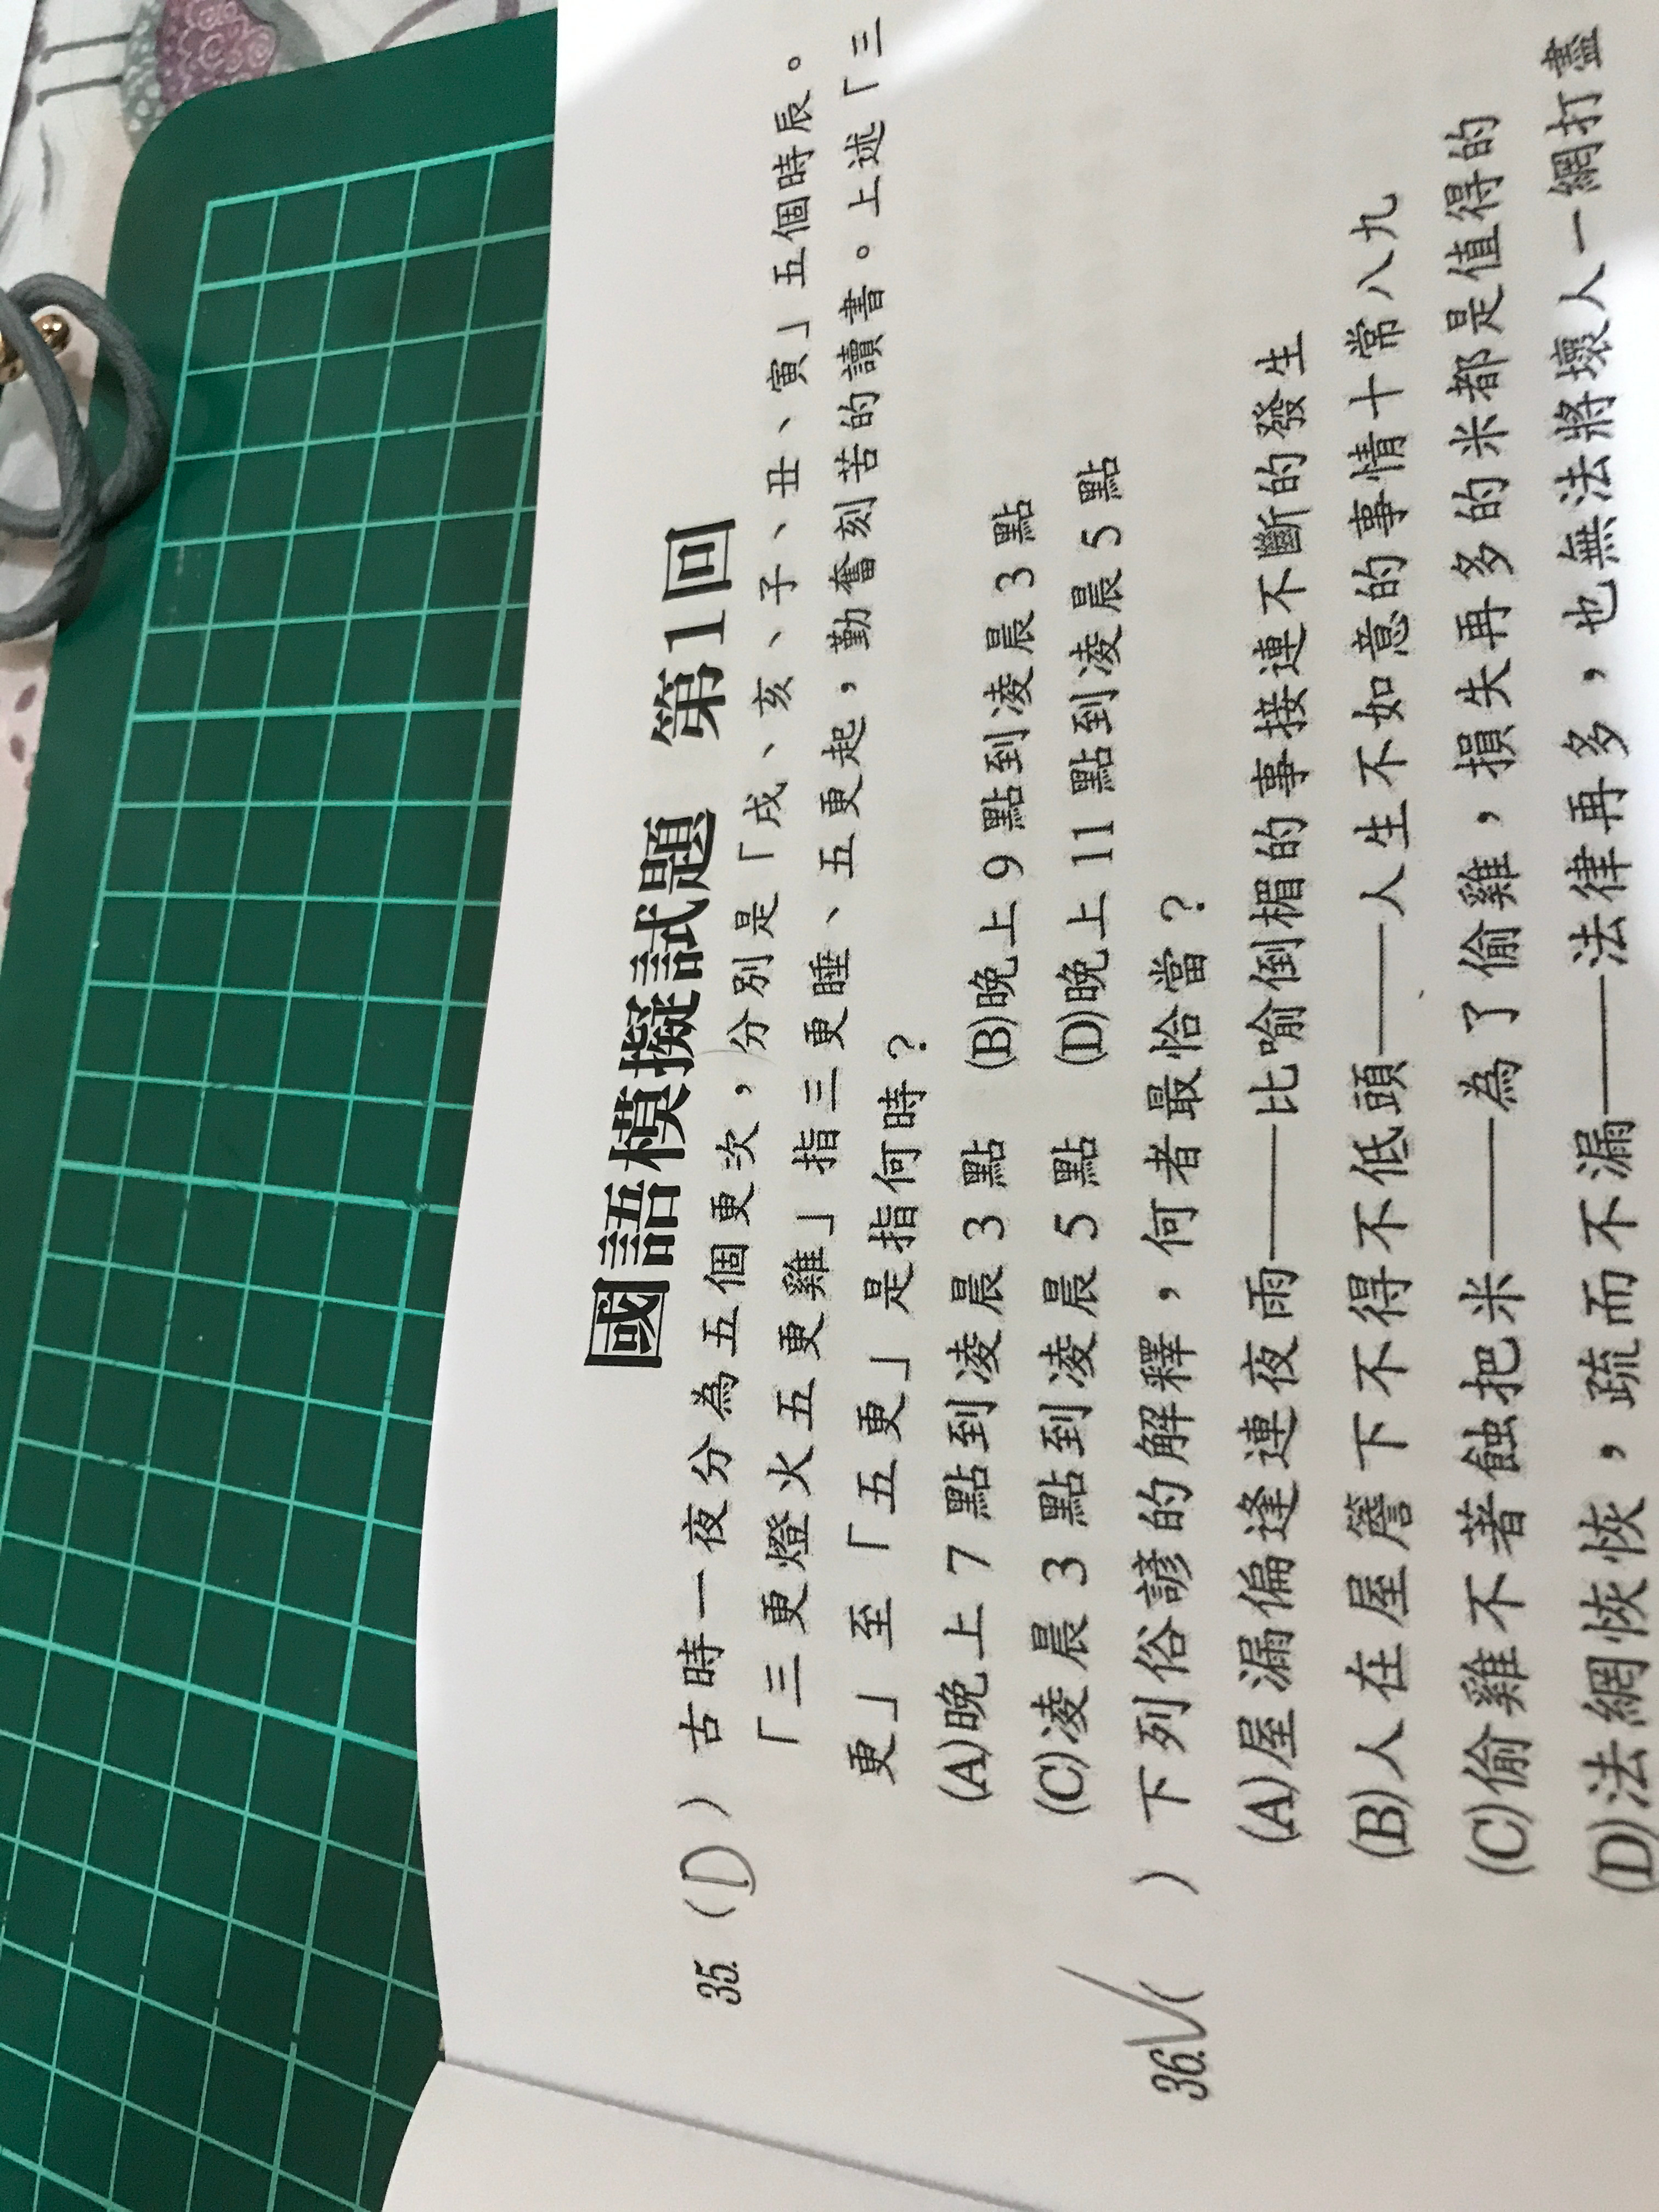 國語模擬試題 第1回
35. (D) 古時一夜分為五個更次，分別是「戌、亥、子、丑、寅」五個時辰。
「三更燈火五更雞」指三更睡、五更起，勤奮刻苦的讀書。上述「三
更」至「五更」是指何時？
(A)晚上 7 點到凌晨 3 點 (B)晚上 9 點到凌晨 3 點
(C)凌晨 3 點到凌晨 5 點 (D)晚上 11 點到凌晨 5 點
36. ( ) 下列俗諺的解釋，何者最恰當？
(A)屋漏偏逢連夜雨——比喻倒楣的事接連不斷的發生
(B)人在屋簷下不得不低頭——人生不如意的事情十常八九
(C)偷雞不著蝕把米——為了偷雞，損失再多的米都是值得的
(D)法網恢恢，疏而不漏——法律再多，也無法將壞人一網打盡